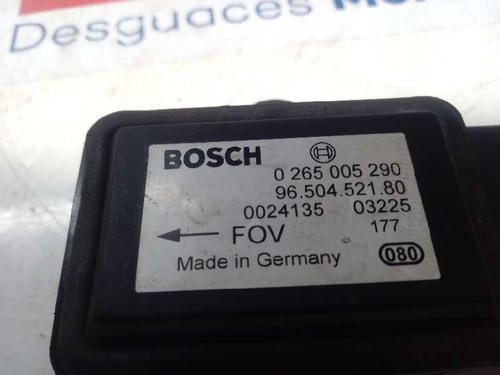 Desguaces
BOSCH
0 265 005 290
96.504.521.80
0024135 03225
← FOV 177
Made in Germany 080